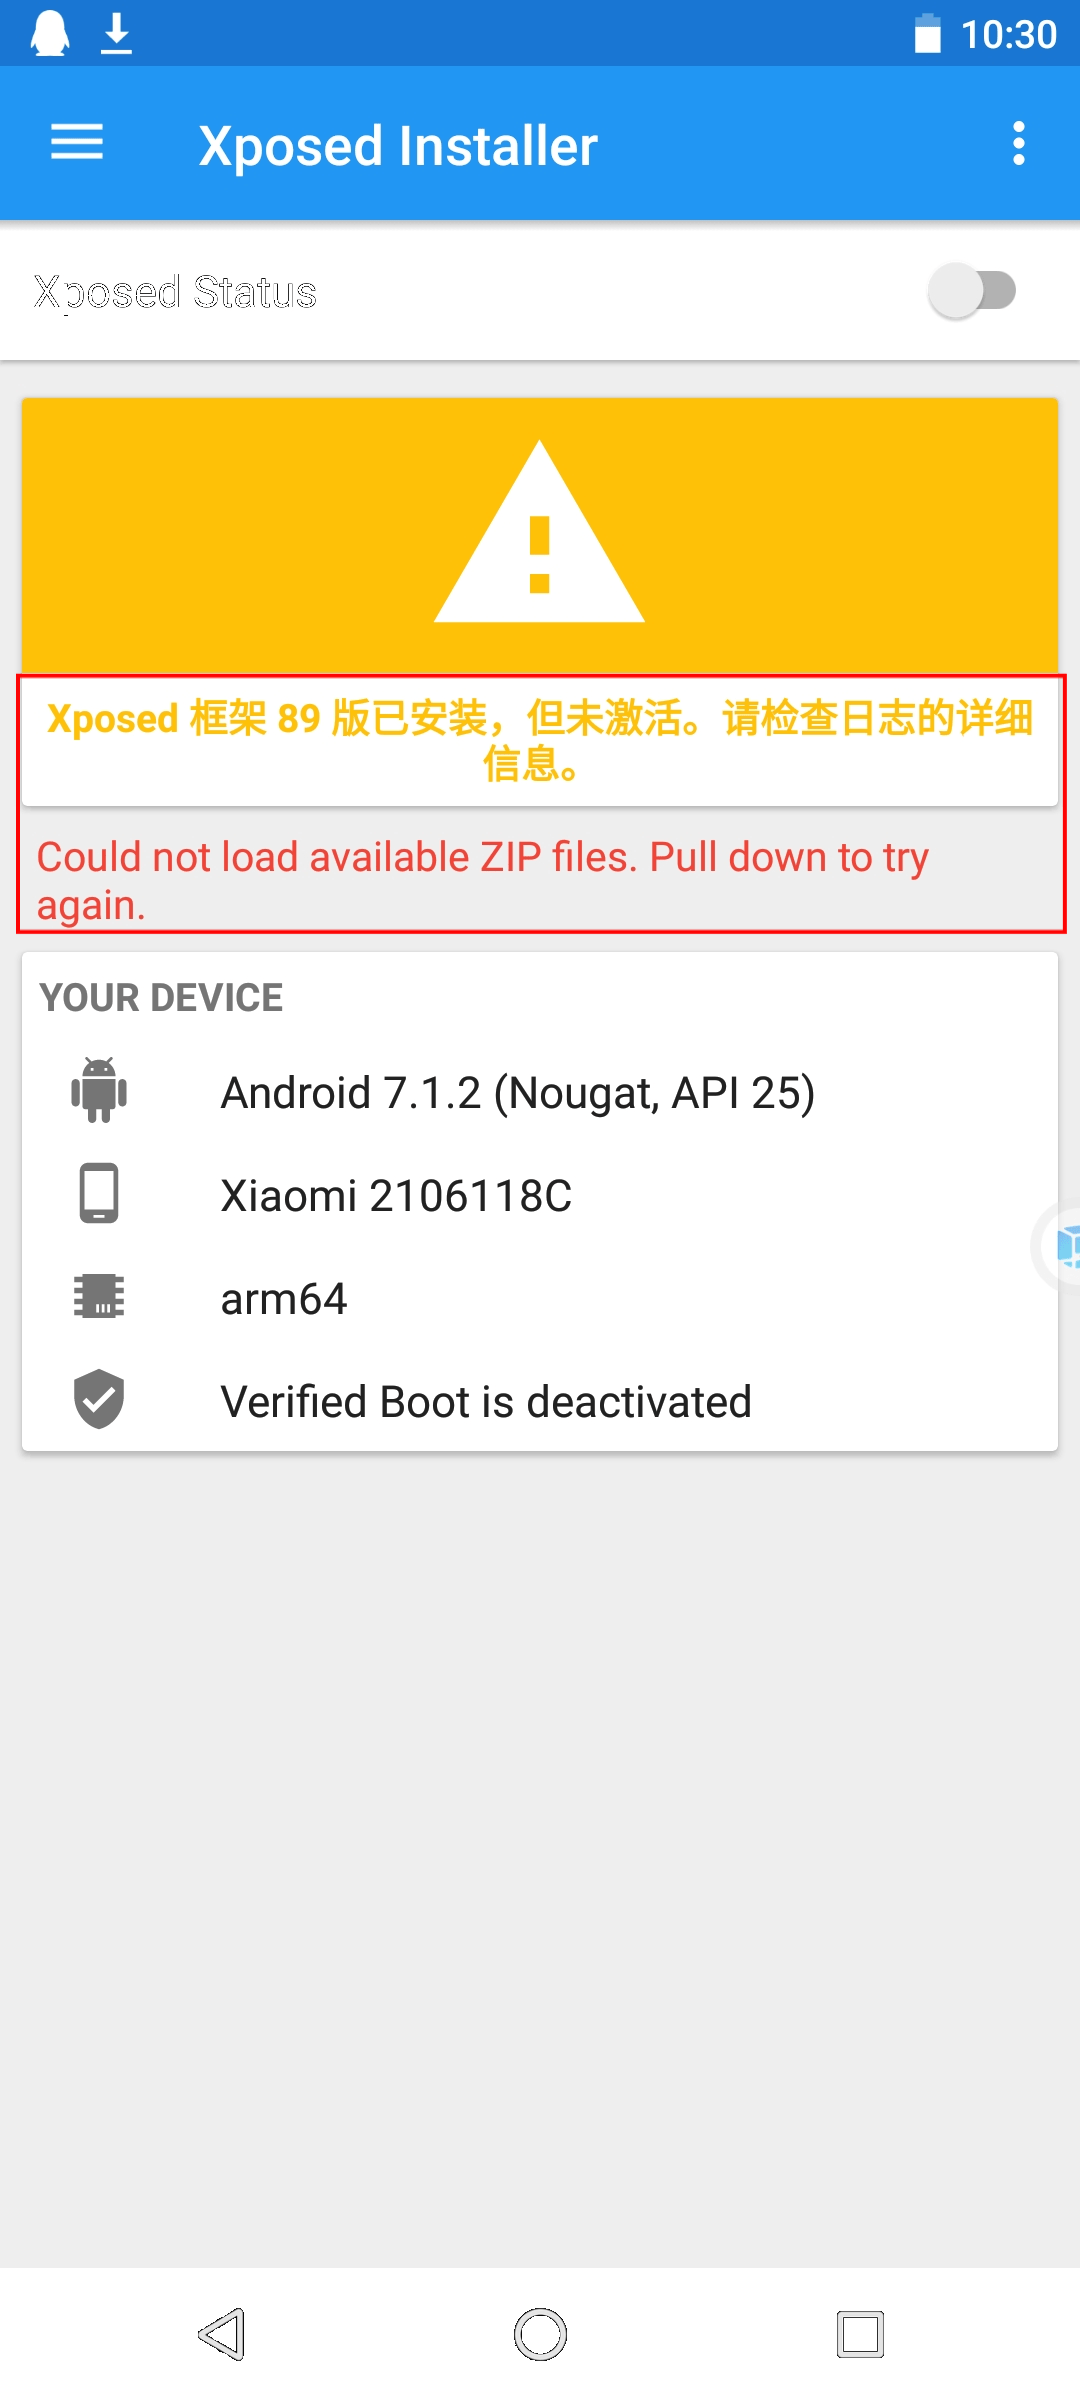 10:30
Xposed Installer
Xposed Status
Xposed 框架 89 版已安装，但未激活。请检查日志的详细
信息。
Could not load available ZIP files. Pull down to try
again.
YOUR DEVICE
Android 7.1.2 (Nougat, API 25)
Xiaomi 2106118C
arm64
Verified Boot is deactivated